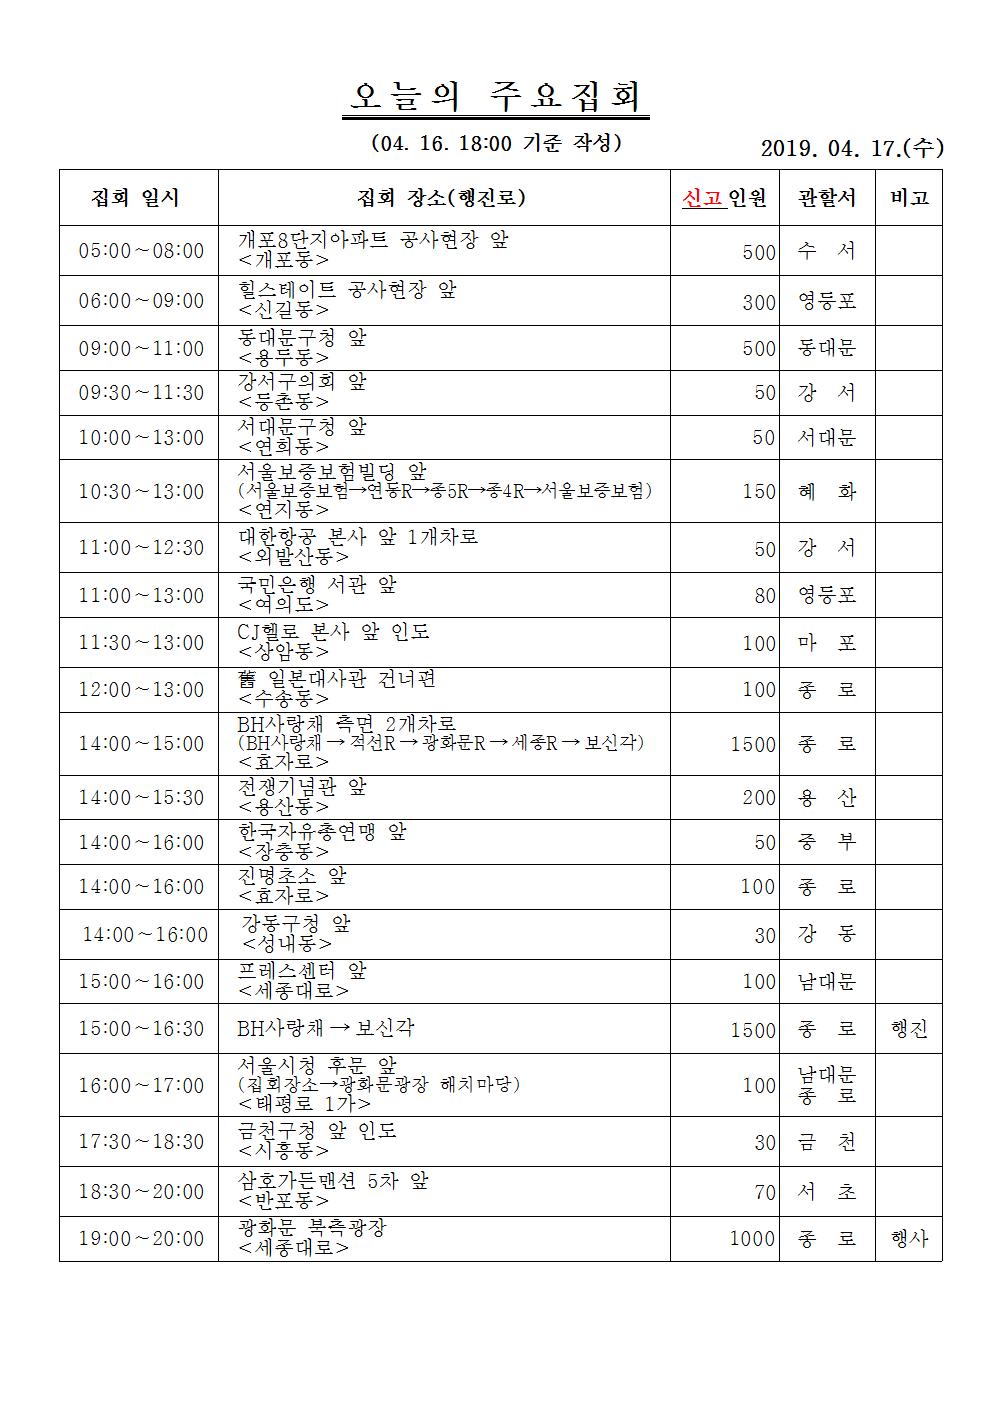 오늘의 주요집회
(04. 16. 18:00 기준 작성)
2019. 04. 17.(수)
집회 일시 집회 장소(행진로) 신고인원 관할서 비고
05:00～08:00 개포8단지아파트 공사현장 앞
<개포동> 500 수 서
06:00～09:00 힐스테이트 공사현장 앞
<신길동> 300 영등포
09:00～11:00 동대문구청 앞
<용두동> 500 동대문
09:30～11:30 강서구의회 앞
<등촌동> 50 강 서
10:00～13:00 서대문구청 앞
<연희동> 50 서대문
10:30～13:00 서울보증보험빌딩 앞
(서울보증보험→연동R→종5R→종4R→서울보증보험)
<연지동> 150 혜 화
11:00～12:30 대한항공 본사 앞 1개차로
<외발산동> 50 강 서
11:00～13:00 국민은행 서관 앞
<여의도> 80 영등포
11:30～13:00 CJ헬로 본사 앞 인도
<상암동> 100 마 포
12:00～13:00 舊 일본대사관 건너편
<수송동> 100 종 로
14:00～15:00 BH사랑채 측면 2개차로
(BH사랑채→적선R→광화문R→세종R→보신각)
<효자로> 1500 종 로
14:00～15:30 전쟁기념관 앞
<용산동> 200 용 산
14:00～16:00 한국자유총연맹 앞
<장충동> 50 중 부
14:00～16:00 진명초소 앞
<효자로> 100 종 로
14:00～16:00 강동구청 앞
<성내동> 30 강 동
15:00～16:00 프레스센터 앞
<세종대로> 100 남대문
15:00～16:30 BH사랑채→보신각 1500 종 로 행진
16:00～17:00 서울시청 후문 앞
(집회장소→광화문광장 해치마당)
<태평로 1가> 100 남대문
종 로
17:30～18:30 금천구청 앞 인도
<시흥동> 30 금 천
18:30～20:00 삼호가든맨션 5차 앞
<반포동> 70 서 초
19:00～20:00 광화문 북측광장
<세종대로> 1000 종 로 행사